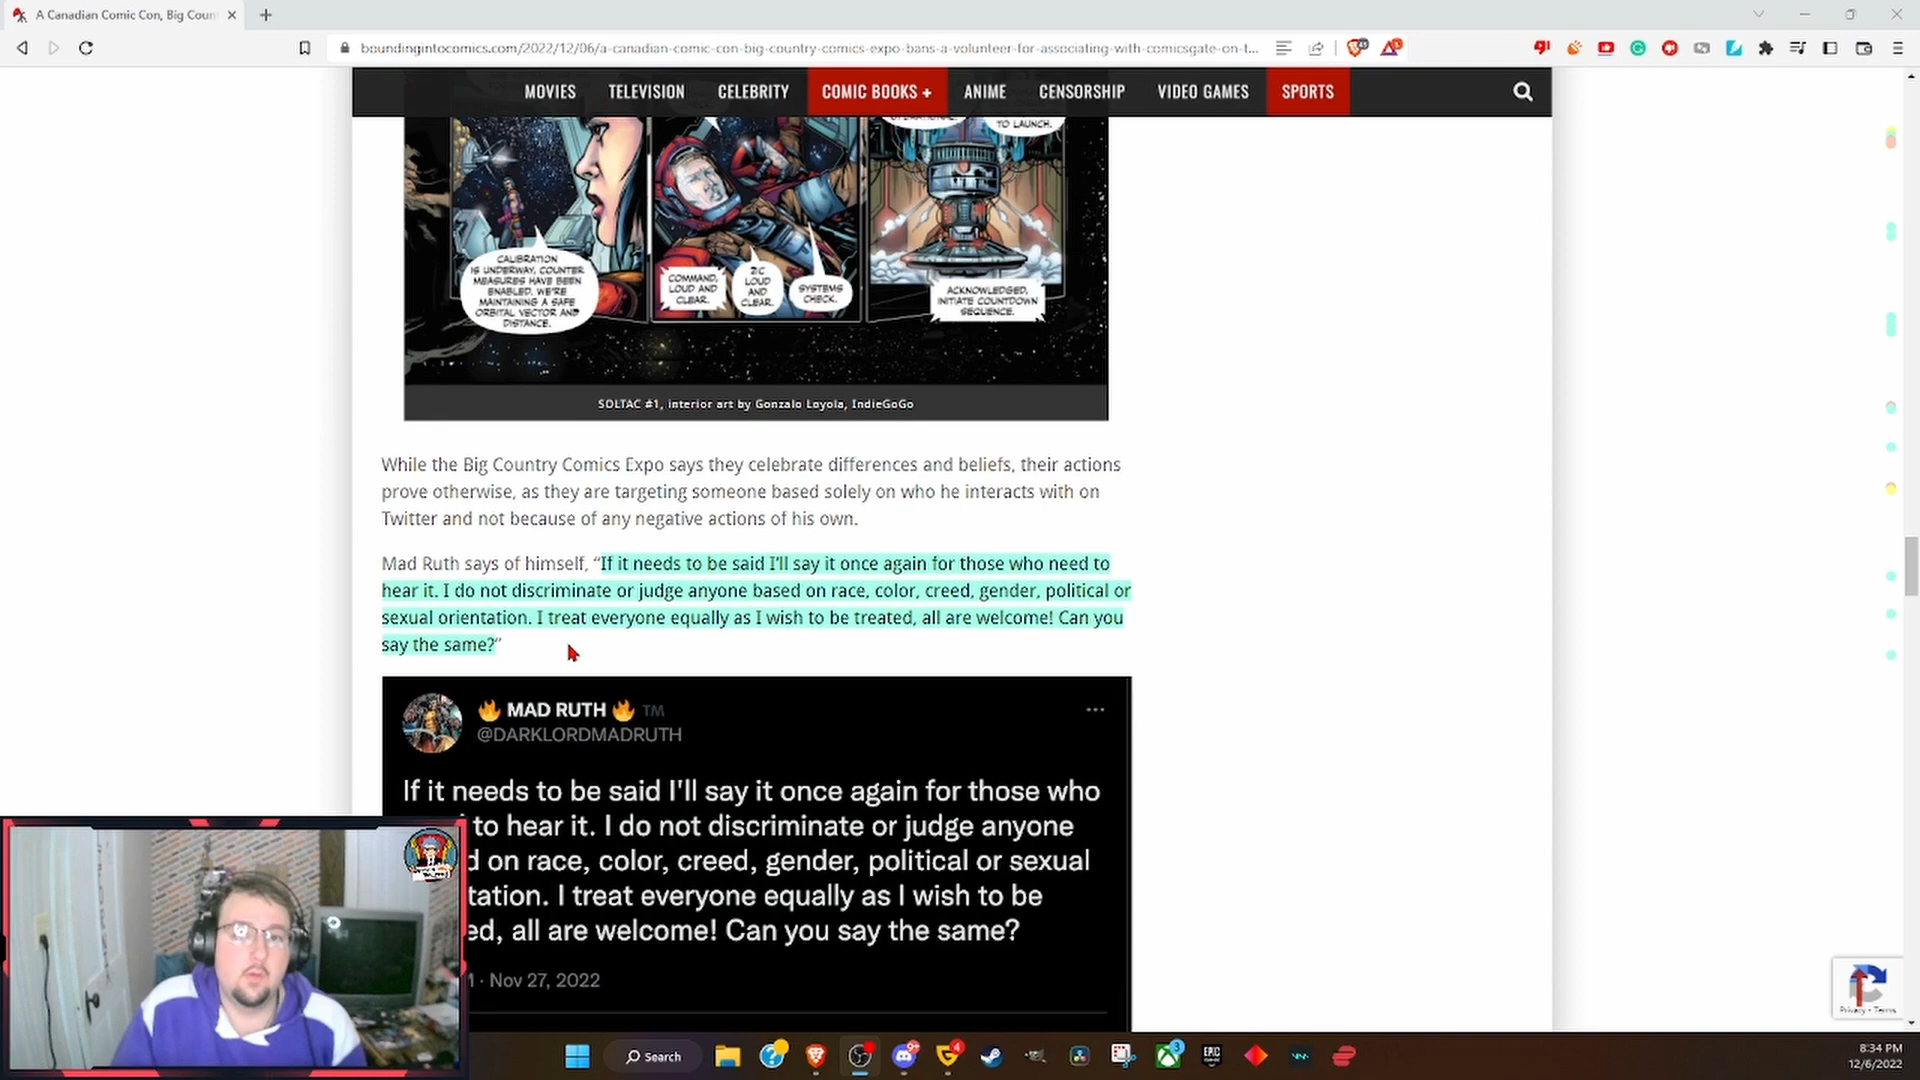 A Canadian Comic Con, Big Coun
boundingintocomics.com/2022/12/06/a-canadian-comic-con-big-country-comics-expo-bans-a-volunteer-for-associating-with-comicsgate-on-t...
MOVIES TELEVISION CELEBRITY COMIC BOOKS + ANIME CENSORSHIP VIDEO GAMES SPORTS
TO LAUNCH.
CALIBRATION
IS UNDERWAY, COUNTER
MEASURES HAVE BEEN
ENABLED. WE'RE
MAINTAINING A SAFE
ORBITAL VECTOR AND
DISTANCE.
COMMAND,
LOUD AND
CLEAR.
2IC
LOUD
AND
CLEAR.
SYSTEMS
CHECK.
ACKNOWLEDGED,
INITIATE COUNTDOWN
SEQUENCE.
SOLTAC #1, interior art by Gonzalo Loyola, IndieGoGo
While the Big Country Comics Expo says they celebrate differences and beliefs, their actions
prove otherwise, as they are targeting someone based solely on who he interacts with on
Twitter and not because of any negative actions of his own.
Mad Ruth says of himself, “If it needs to be said I’ll say it once again for those who need to
hear it. I do not discriminate or judge anyone based on race, color, creed, gender, political or
sexual orientation. I treat everyone equally as I wish to be treated, all are welcome! Can you
say the same?”
MAD RUTH TM
@DARKLORDMADRUTH
If it needs to be said I'll say it once again for those who
to hear it. I do not discriminate or judge anyone
d on race, color, creed, gender, political or sexual
tation. I treat everyone equally as I wish to be
ed, all are welcome! Can you say the same?
· Nov 27, 2022
Privacy - Terms
Search
8:34 PM
12/6/2022